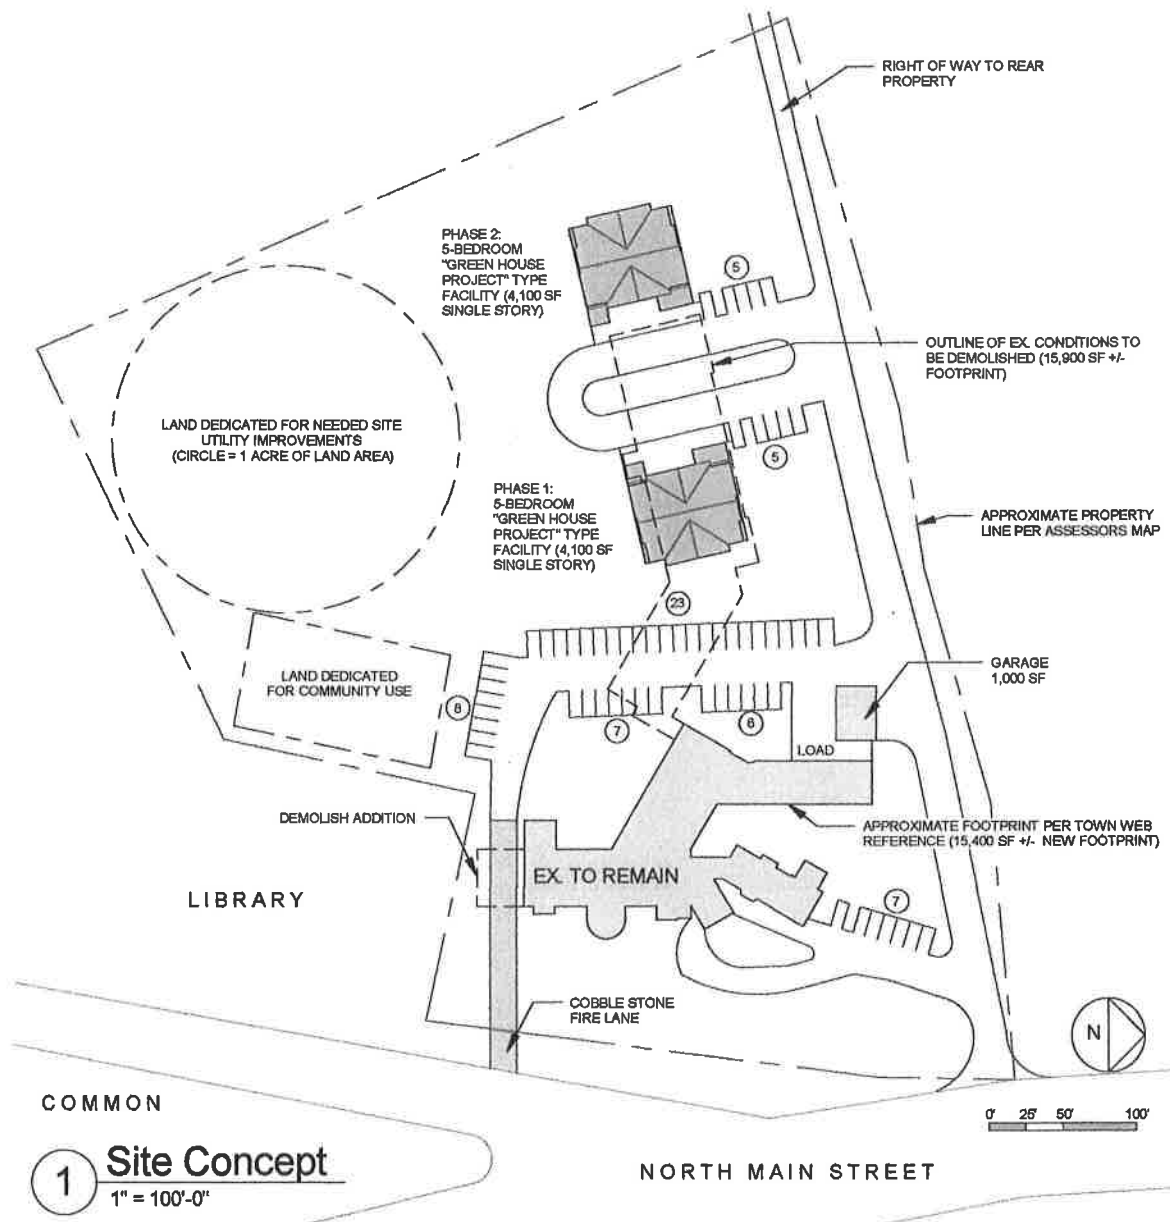 RIGHT OF WAY TO REAR
PROPERTY
PHASE 2:
5-BEDROOM
"GREEN HOUSE
PROJECT" TYPE
FACILITY (4,100 SF
SINGLE STORY)
5
OUTLINE OF EX. CONDITIONS TO
BE DEMOLISHED (15,900 SF +/-
FOOTPRINT)
LAND DEDICATED FOR NEEDED SITE
UTILITY IMPROVEMENTS
(CIRCLE = 1 ACRE OF LAND AREA)
5
PHASE 1:
5-BEDROOM
"GREEN HOUSE
PROJECT" TYPE
FACILITY (4,100 SF
SINGLE STORY)
APPROXIMATE PROPERTY
LINE PER ASSESSORS MAP
23
LAND DEDICATED
FOR COMMUNITY USE
8
GARAGE
1,000 SF
7
6
LOAD
DEMOLISH ADDITION
APPROXIMATE FOOTPRINT PER TOWN WEB
REFERENCE (15,400 SF +/- NEW FOOTPRINT)
EX. TO REMAIN
LIBRARY
7
COBBLE STONE
FIRE LANE
N
COMMON
0' 25' 50' 100'
1
Site Concept
1" = 100'-0"
NORTH MAIN STREET